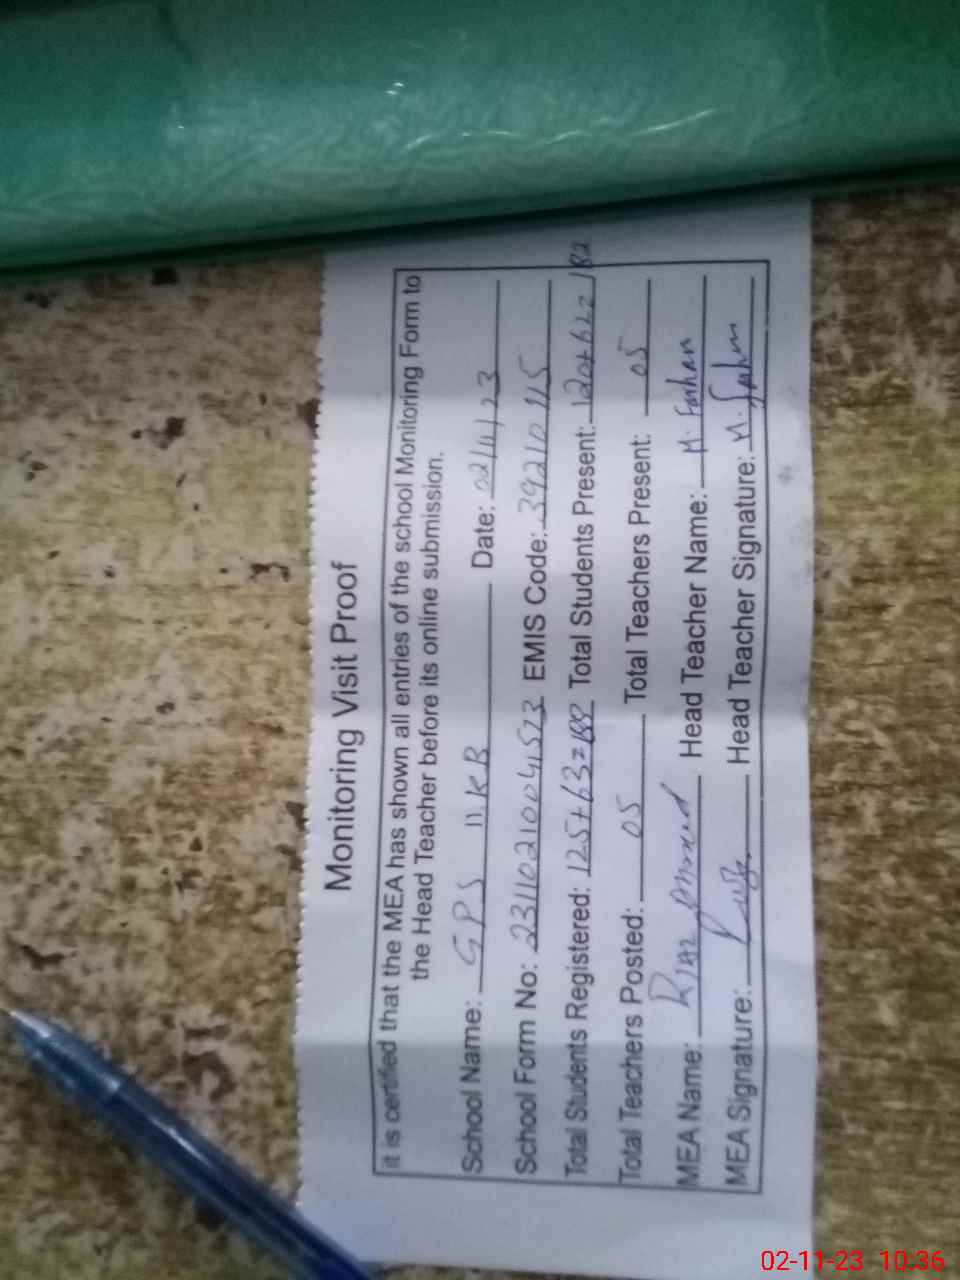 Monitoring Visit Proof
it is certified that the MEA has shown all entries of the school Monitoring Form to
the Head Teacher before its online submission.
School Name: GPS 11 KB Date: 02/11/23
School Form No: 23110210041523 EMIS Code: 39210115
Total Students Registered: 125+63=188 Total Students Present: 120+62= 182
Total Teachers Posted: 05 Total Teachers Present: 05
MEA Name: Riaz Ahmed Head Teacher Name: M. Farhan
MEA Signature: Head Teacher Signature: M.
02-11-23 10:36